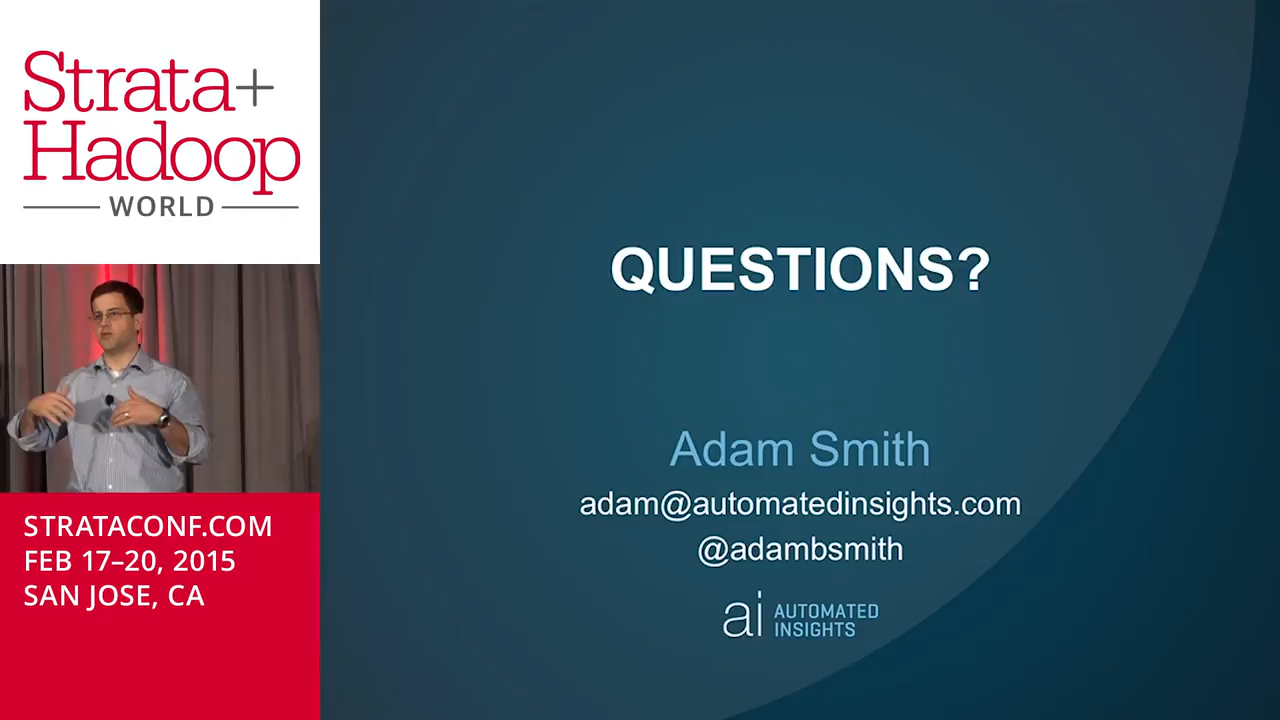 Strata+
Hadoop
WORLD
STRATACONF.COM
FEB 17–20, 2015
SAN JOSE, CA
QUESTIONS?
Adam Smith
adam@automatedinsights.com
@adambsmith
ai AUTOMATED
INSIGHTS